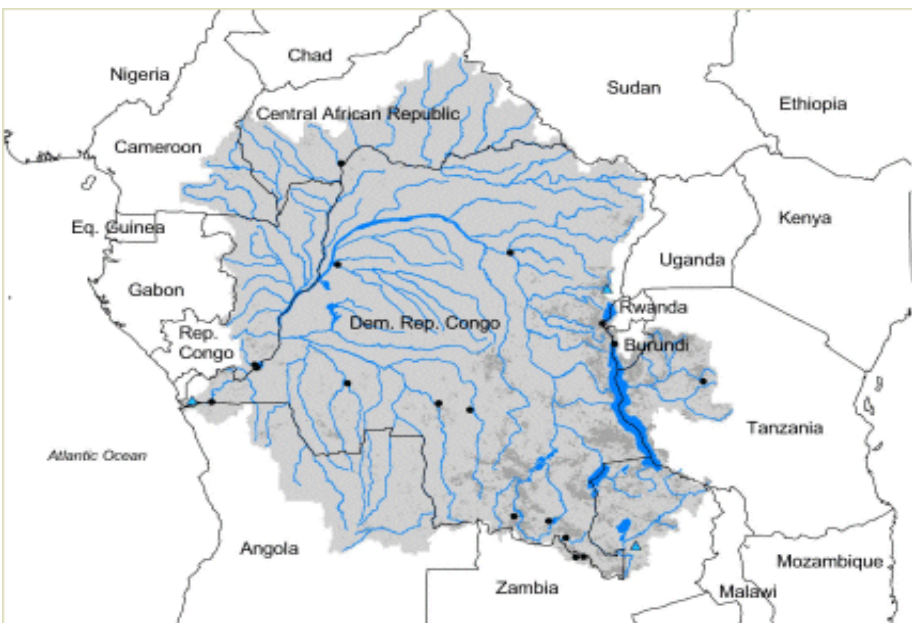 Chad
Nigeria
Sudan
Ethiopia
Central African Republic
Cameroon
Kenya
Eq. Guinea
Uganda
Gabon
Rwanda
Dem. Rep. Congo
Rep.
Congo
Burundi
Tanzania
Atlantic Ocean
Angola
Mozambique
Zambia
Malawi